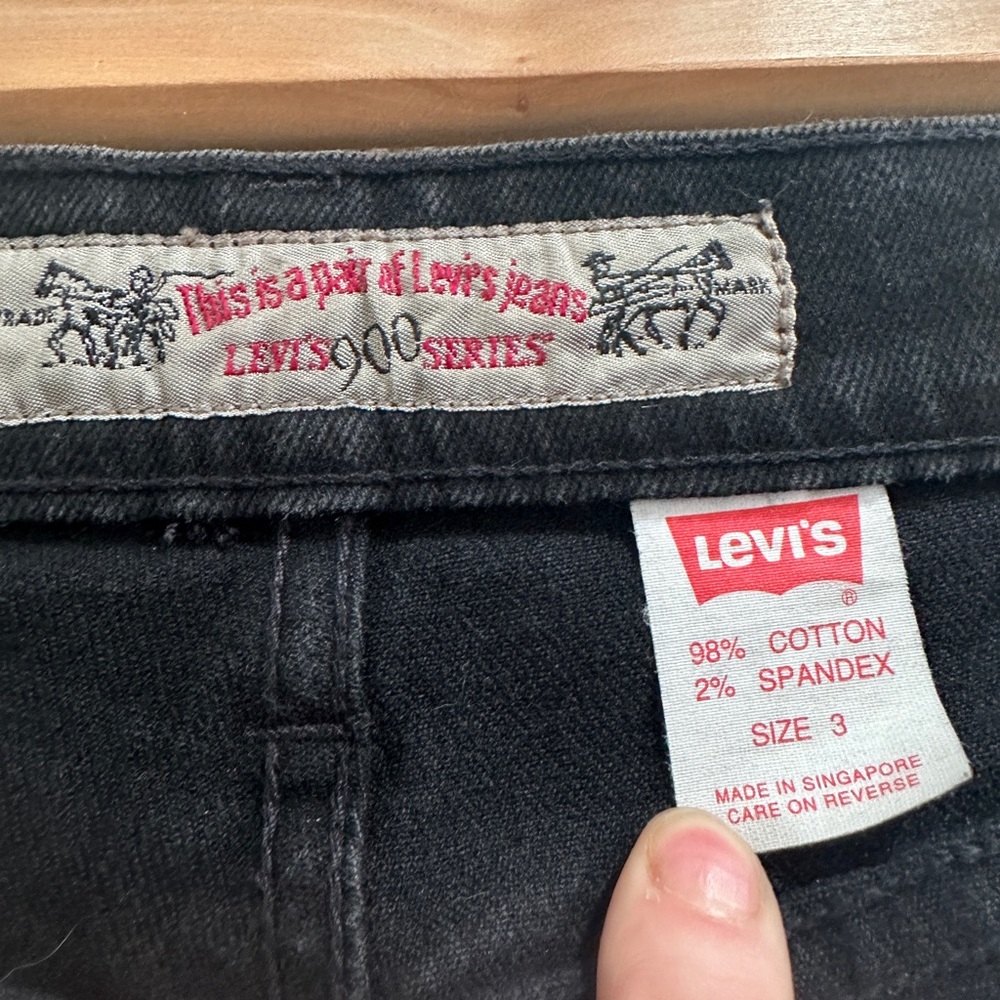 TRADE
This is a pair of Levi's jeans
MARK
LEVI'S 900 SERIES
LEVI'S
®
98% COTTON
2% SPANDEX
SIZE 3
MADE IN SINGAPORE
CARE ON REVERSE